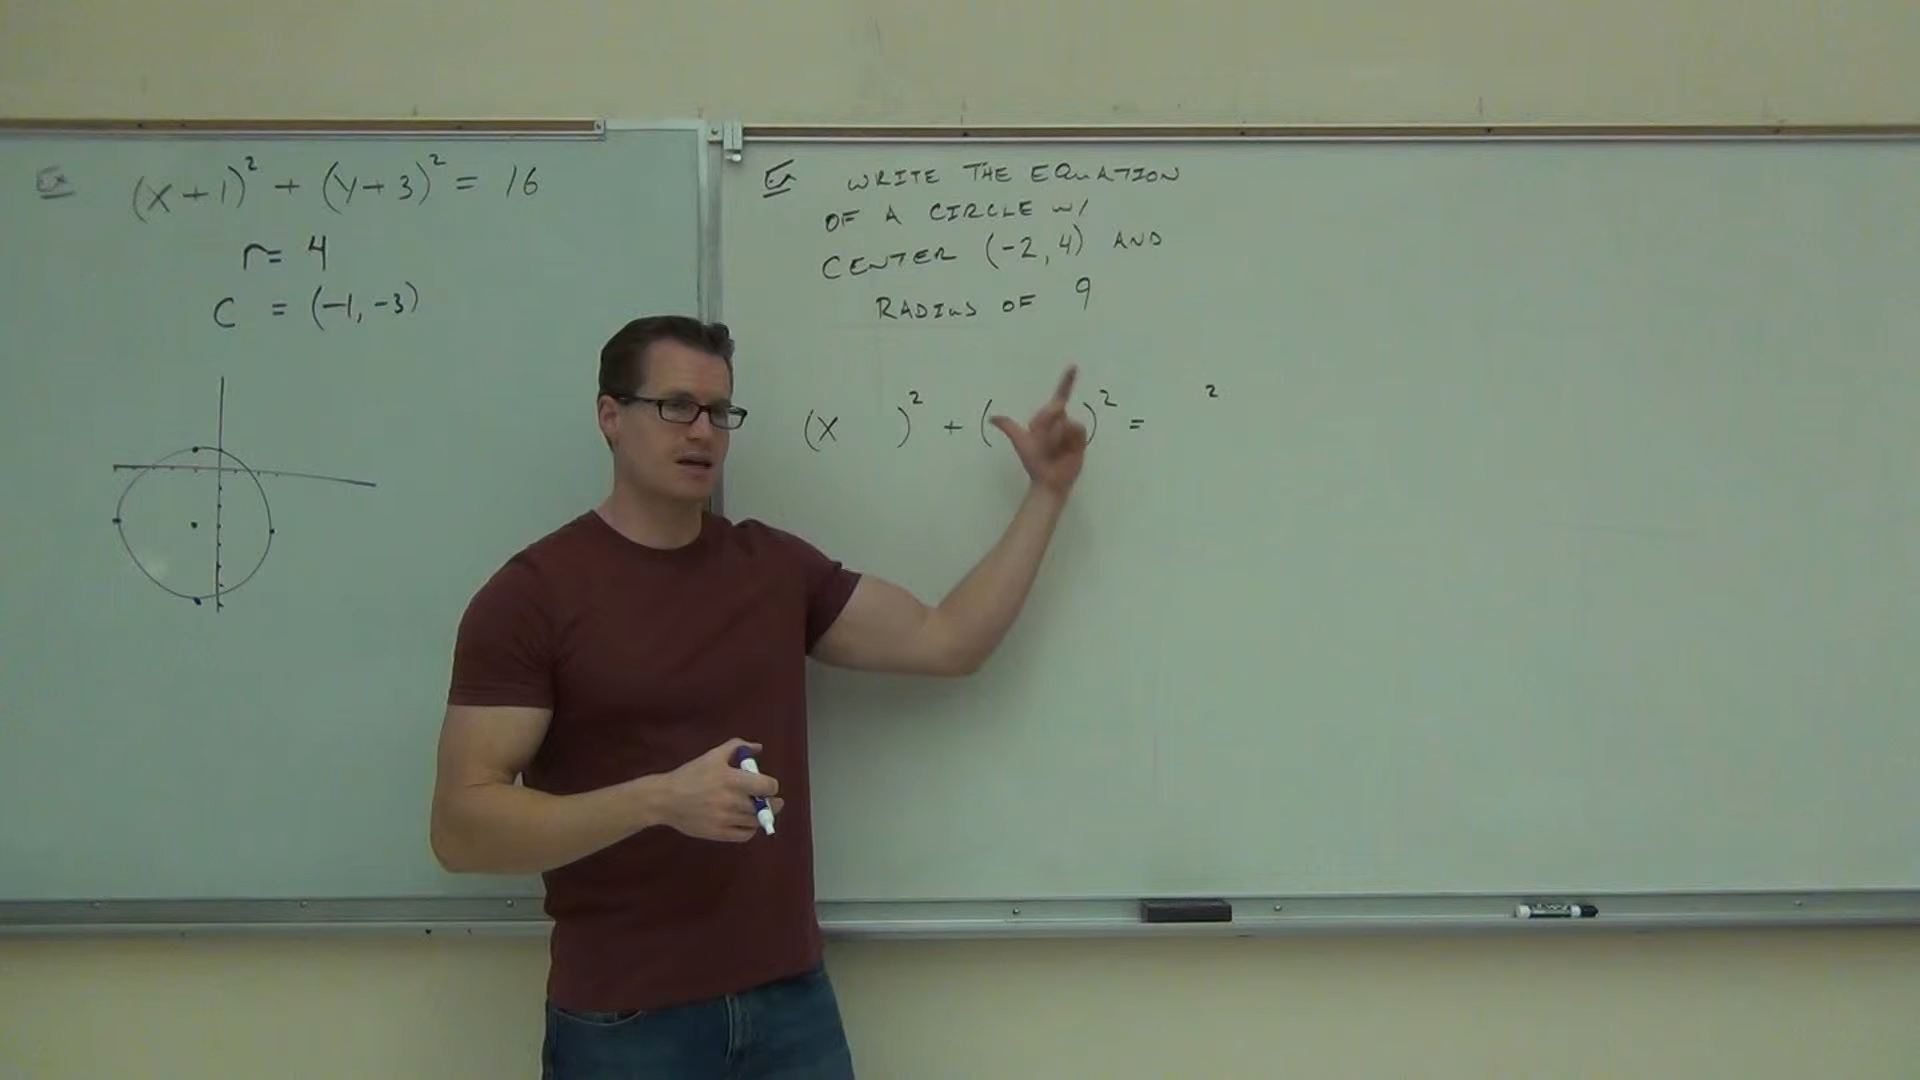 Ex (x+1)² + (y+3)² = 16
r = 4
C = (-1, -3)
Ex WRITE THE EQUATION
OF A CIRCLE W/
CENTER (-2, 4) AND
RADIUS OF 9
(x )² + ( )² = ²
EXPO